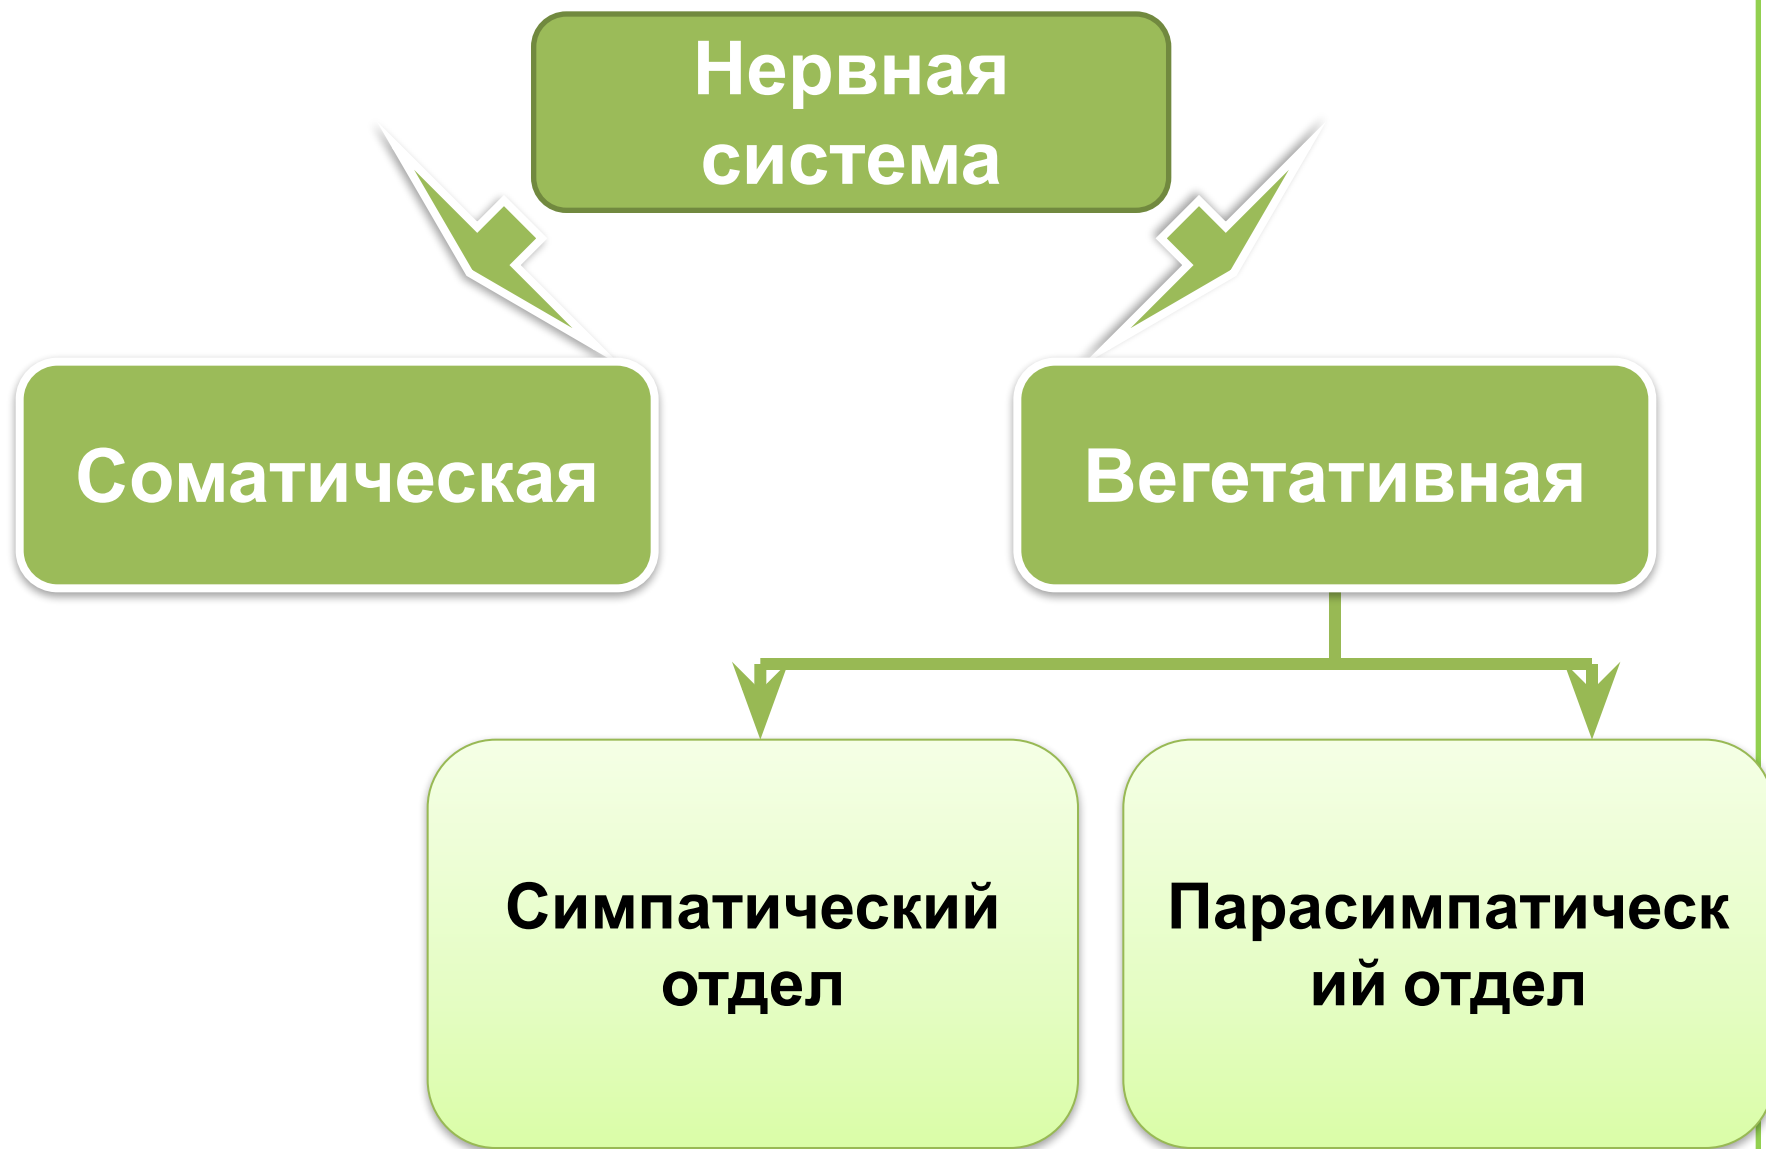 Нервная
система
Соматическая
Вегетативная
Симпатический
отдел
Парасимпатическ
ий отдел